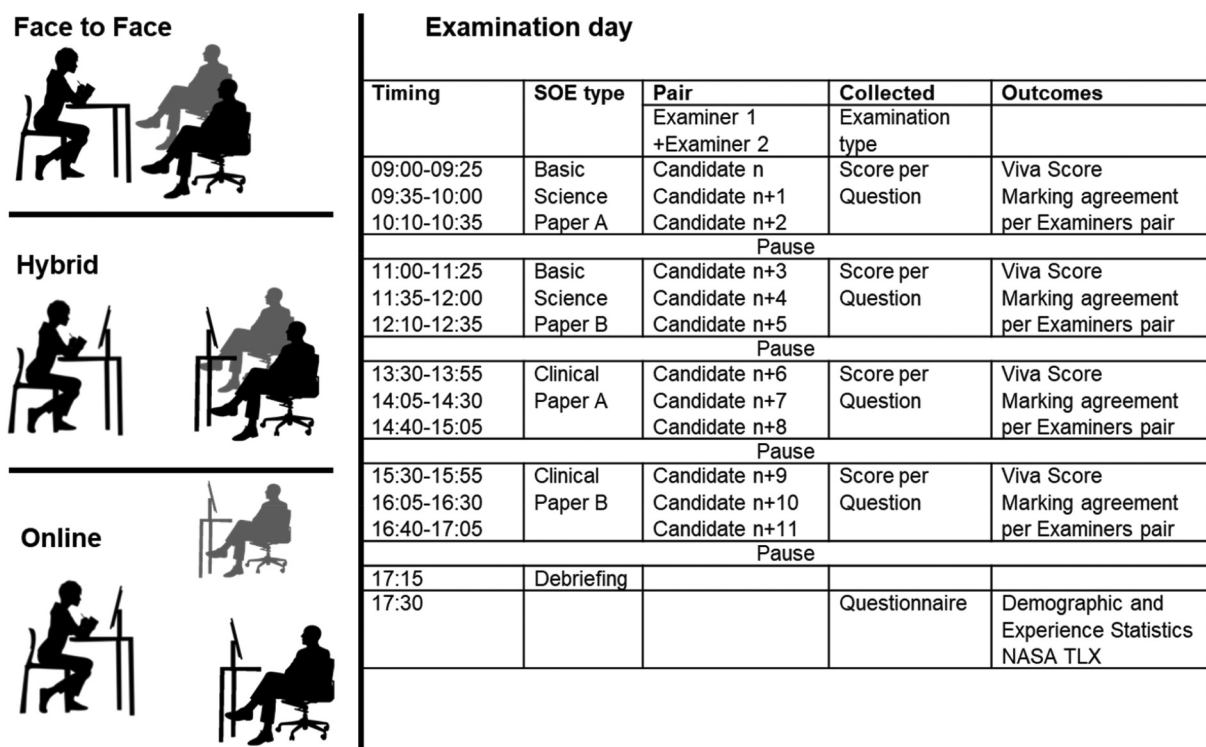 Face to Face
Hybrid
Online
Examination day
Timing SOE type Pair Collected Outcomes
Examiner 1 Examination
+Examiner 2 type
09:00-09:25 Basic Candidate n Score per Viva Score
09:35-10:00 Science Candidate n+1 Question Marking agreement
10:10-10:35 Paper A Candidate n+2 per Examiners pair
Pause
11:00-11:25 Basic Candidate n+3 Score per Viva Score
11:35-12:00 Science Candidate n+4 Question Marking agreement
12:10-12:35 Paper B Candidate n+5 per Examiners pair
Pause
13:30-13:55 Clinical Candidate n+6 Score per Viva Score
14:05-14:30 Paper A Candidate n+7 Question Marking agreement
14:40-15:05 Candidate n+8 per Examiners pair
Pause
15:30-15:55 Clinical Candidate n+9 Score per Viva Score
16:05-16:30 Paper B Candidate n+10 Question Marking agreement
16:40-17:05 Candidate n+11 per Examiners pair
Pause
17:15 Debriefing
17:30 Questionnaire Demographic and
Experience Statistics
NASA TLX